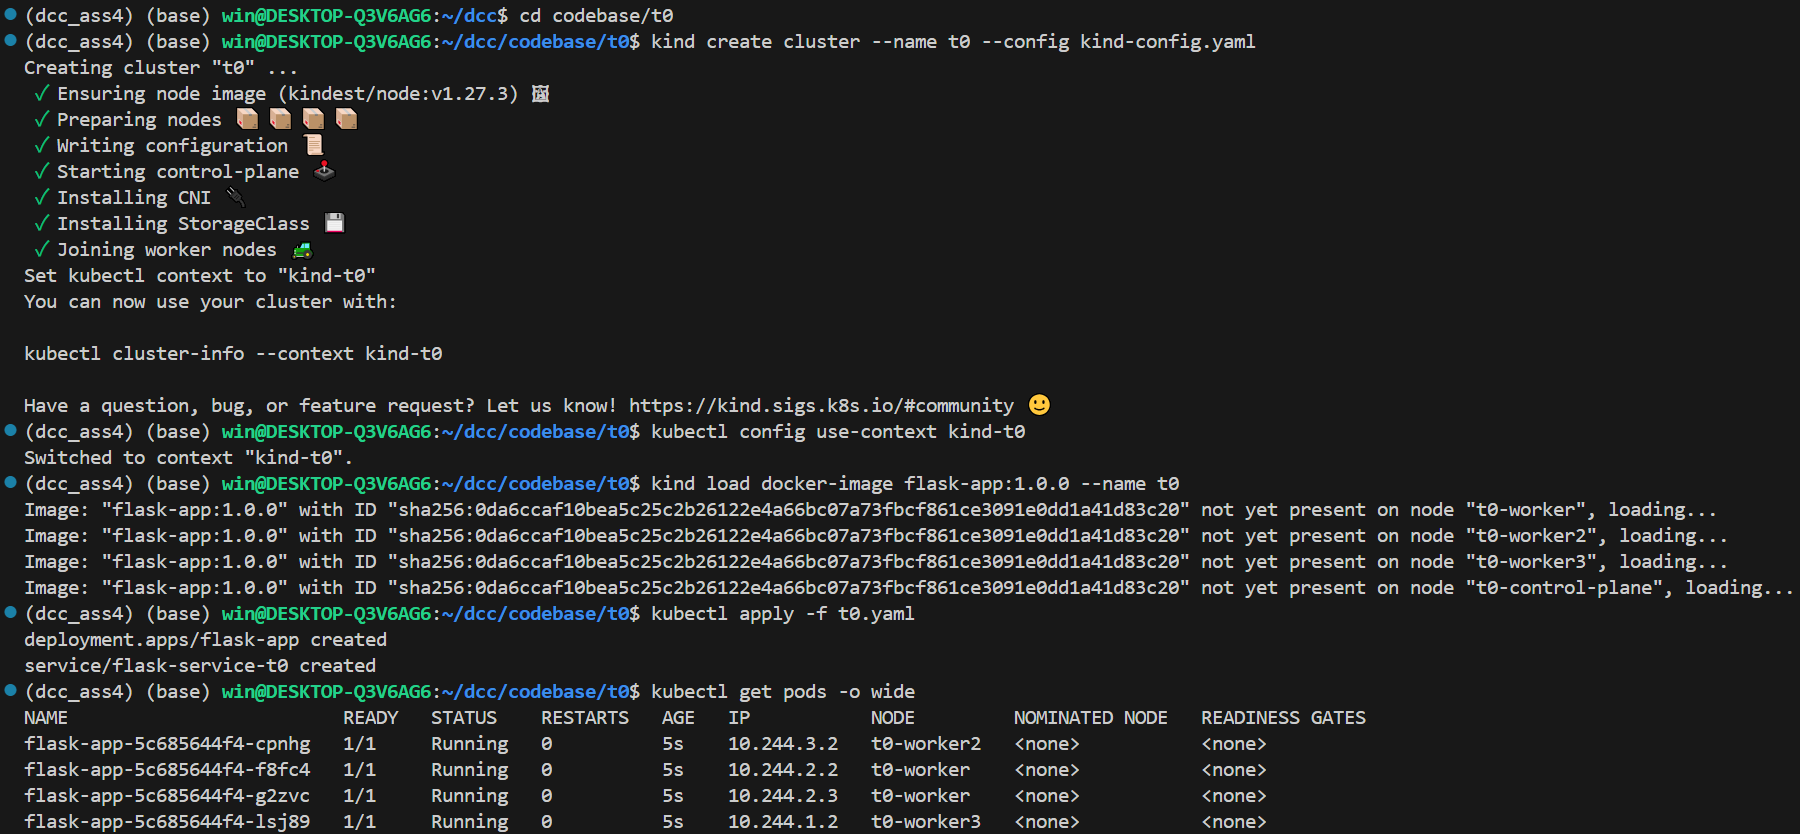 (dcc_ass4) (base) win@DESKTOP-Q3V6AG6:~/dcc$ cd codebase/t0
(dcc_ass4) (base) win@DESKTOP-Q3V6AG6:~/dcc/codebase/t0$ kind create cluster --name t0 --config kind-config.yaml
Creating cluster "t0" ...
✓ Ensuring node image (kindest/node:v1.27.3) 🖼
✓ Preparing nodes 📦 📦 📦 📦
✓ Writing configuration 📜
✓ Starting control-plane 🕹️
✓ Installing CNI 🔌
✓ Installing StorageClass 💾
✓ Joining worker nodes 🚜
Set kubectl context to "kind-t0"
You can now use your cluster with:
kubectl cluster-info --context kind-t0
Have a question, bug, or feature request? Let us know! https://kind.sigs.k8s.io/#community 🙂
(dcc_ass4) (base) win@DESKTOP-Q3V6AG6:~/dcc/codebase/t0$ kubectl config use-context kind-t0
Switched to context "kind-t0".
(dcc_ass4) (base) win@DESKTOP-Q3V6AG6:~/dcc/codebase/t0$ kind load docker-image flask-app:1.0.0 --name t0
Image: "flask-app:1.0.0" with ID "sha256:0da6ccaf10bea5c25c2b26122e4a66bc07a73fbcf861ce3091e0dd1a41d83c20" not yet present on node "t0-worker", loading...
Image: "flask-app:1.0.0" with ID "sha256:0da6ccaf10bea5c25c2b26122e4a66bc07a73fbcf861ce3091e0dd1a41d83c20" not yet present on node "t0-worker2", loading...
Image: "flask-app:1.0.0" with ID "sha256:0da6ccaf10bea5c25c2b26122e4a66bc07a73fbcf861ce3091e0dd1a41d83c20" not yet present on node "t0-worker3", loading...
Image: "flask-app:1.0.0" with ID "sha256:0da6ccaf10bea5c25c2b26122e4a66bc07a73fbcf861ce3091e0dd1a41d83c20" not yet present on node "t0-control-plane", loading...
(dcc_ass4) (base) win@DESKTOP-Q3V6AG6:~/dcc/codebase/t0$ kubectl apply -f t0.yaml
deployment.apps/flask-app created
service/flask-service-t0 created
(dcc_ass4) (base) win@DESKTOP-Q3V6AG6:~/dcc/codebase/t0$ kubectl get pods -o wide
NAME READY STATUS RESTARTS AGE IP NODE NOMINATED NODE READINESS GATES
flask-app-5c685644f4-cpnhg 1/1 Running 0 5s 10.244.3.2 t0-worker2 <none> <none>
flask-app-5c685644f4-f8fc4 1/1 Running 0 5s 10.244.2.2 t0-worker <none> <none>
flask-app-5c685644f4-g2zvc 1/1 Running 0 5s 10.244.2.3 t0-worker <none> <none>
flask-app-5c685644f4-lsj89 1/1 Running 0 5s 10.244.1.2 t0-worker3 <none> <none>